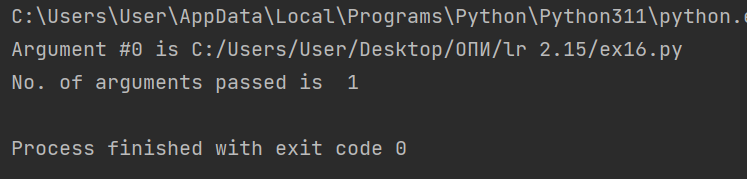 C:\Users\User\AppData\Local\Programs\Python\Python311\python.e
Argument #0 is C:/Users/User/Desktop/ОПИ/lr 2.15/ex16.py
No. of arguments passed is  1
Process finished with exit code 0